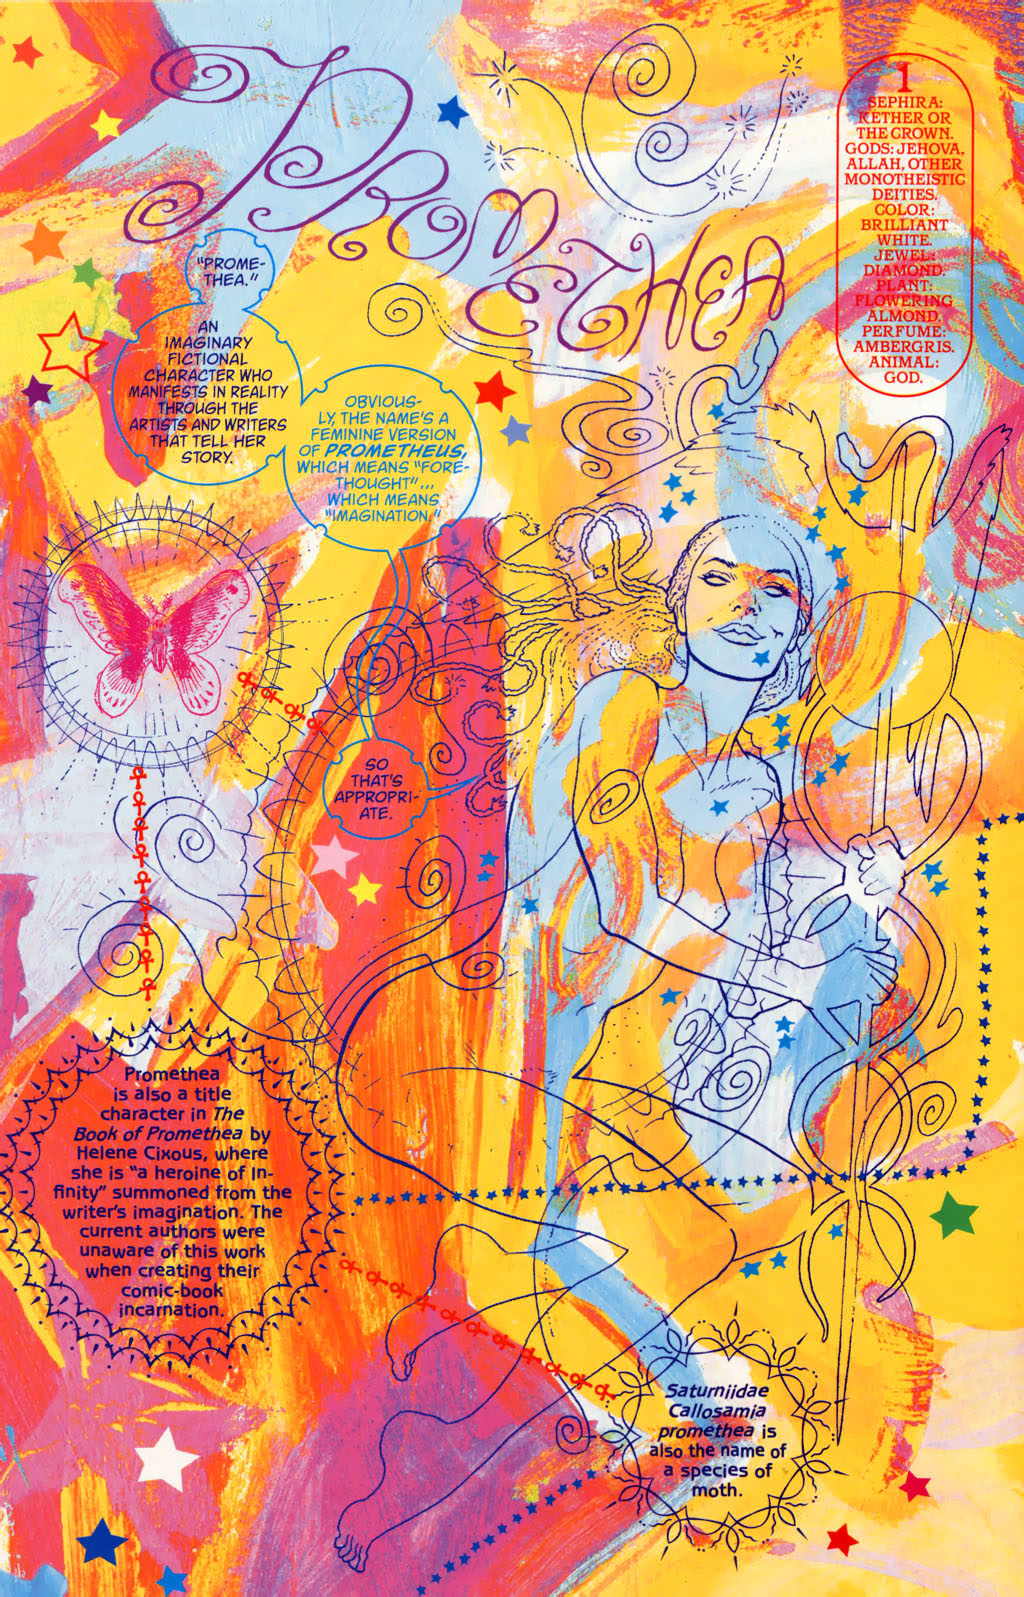 PROMETHEA
1
SEPHIRA:
KETHER OR
THE CROWN.
GODS: JEHOVA,
ALLAH, OTHER
MONOTHEISTIC
DEITIES.
COLOR:
BRILLIANT
WHITE.
JEWEL:
DIAMOND.
PLANT:
FLOWERING
ALMOND.
PERFUME:
AMBERGRIS.
ANIMAL:
GOD.
"PROME-
THEA."
AN
IMAGINARY
FICTIONAL
CHARACTER WHO
MANIFESTS IN REALITY
THROUGH THE
ARTISTS AND WRITERS
THAT TELL HER
STORY.
OBVIOUS-
LY, THE NAME'S A
FEMININE VERSION
OF PROMETHEUS,
WHICH MEANS "FORE-
THOUGHT"...
WHICH MEANS
"IMAGINATION."
SO
THAT'S
APPROPRI-
ATE.
Promethea
is also a title
character in The
Book of Promethea by
Helene Cixous, where
she is "a heroine of In-
finity" summoned from the
writer's imagination. The
current authors were
unaware of this work
when creating their
comic-book
incarnation.
Saturniidae
Callosamia
promethea is
also the name of
a species of
moth.